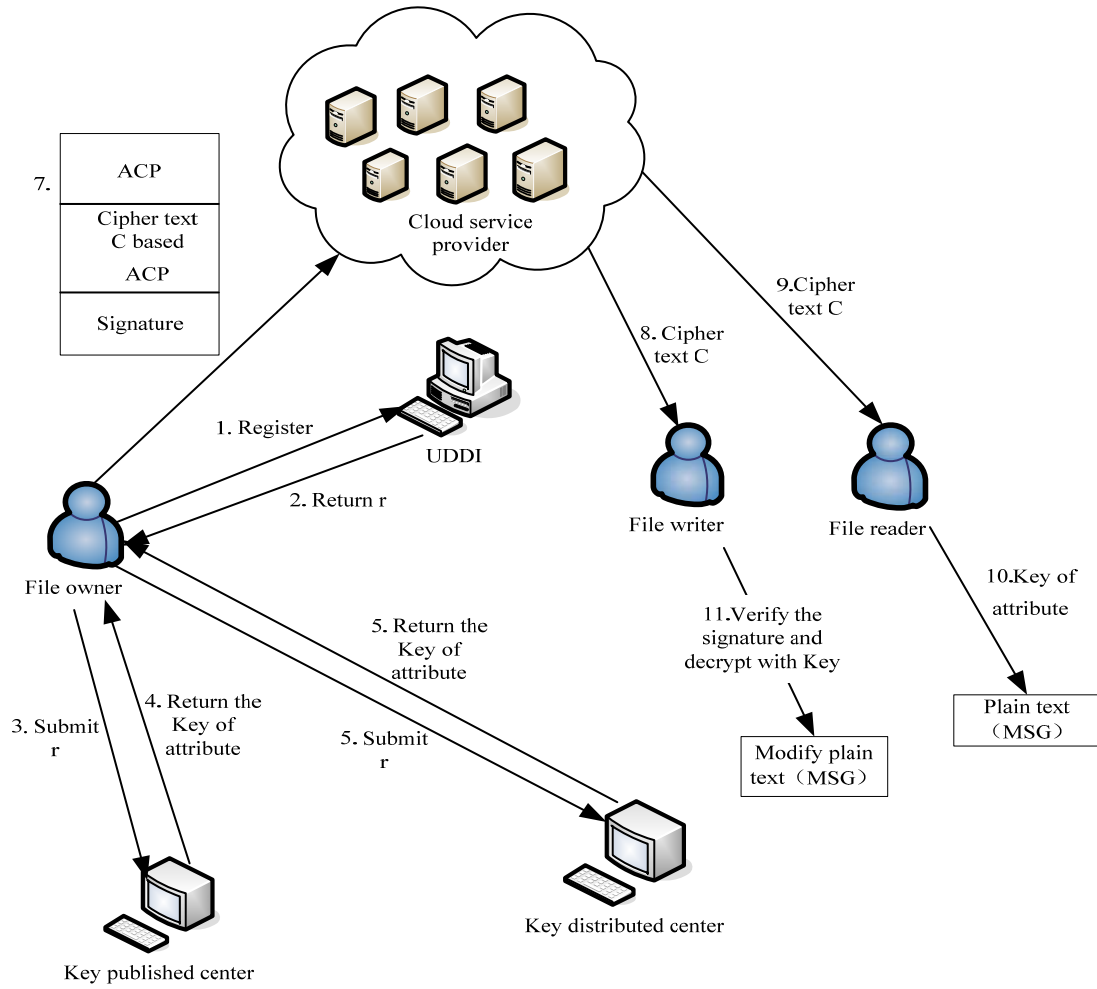 7.
ACP
Cipher text
C based
ACP
Signature
Cloud service
provider
9.Cipher
text C
8. Cipher
text C
1. Register
UDDI
2. Return r
File owner
File writer
File reader
10.Key of
attribute
11.Verify the
signature and
decrypt with Key
5. Return the
Key of
attribute
4. Return the
Key of
attribute
3. Submit
r
5. Submit
r
Plain text
（MSG）
Modify plain
text（MSG）
Key distributed center
Key published center